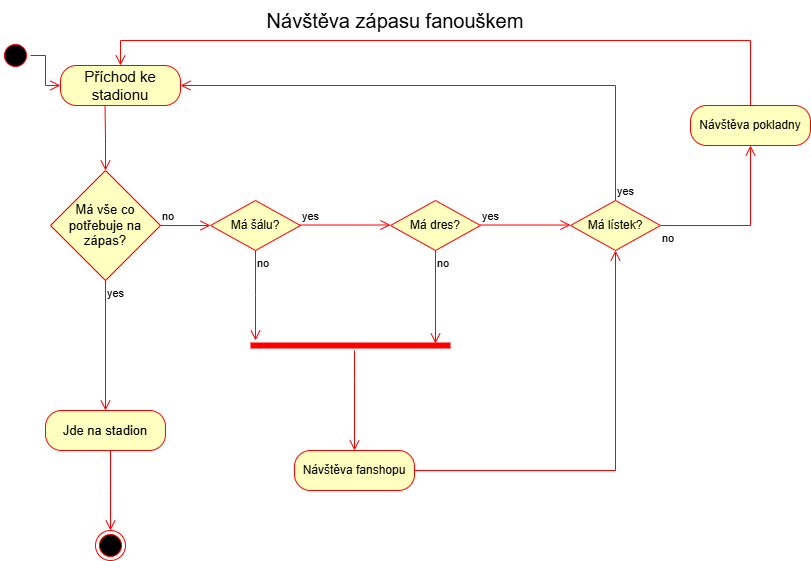 Návštěva zápasu fanouškem
Příchod ke
stadionu
Návštěva pokladny
yes
Má vše co
potřebuje na
zápas?
no
Má šálu?
yes
Má dres?
yes
Má lístek?
no
no
no
yes
Jde na stadion
Návštěva fanshopu